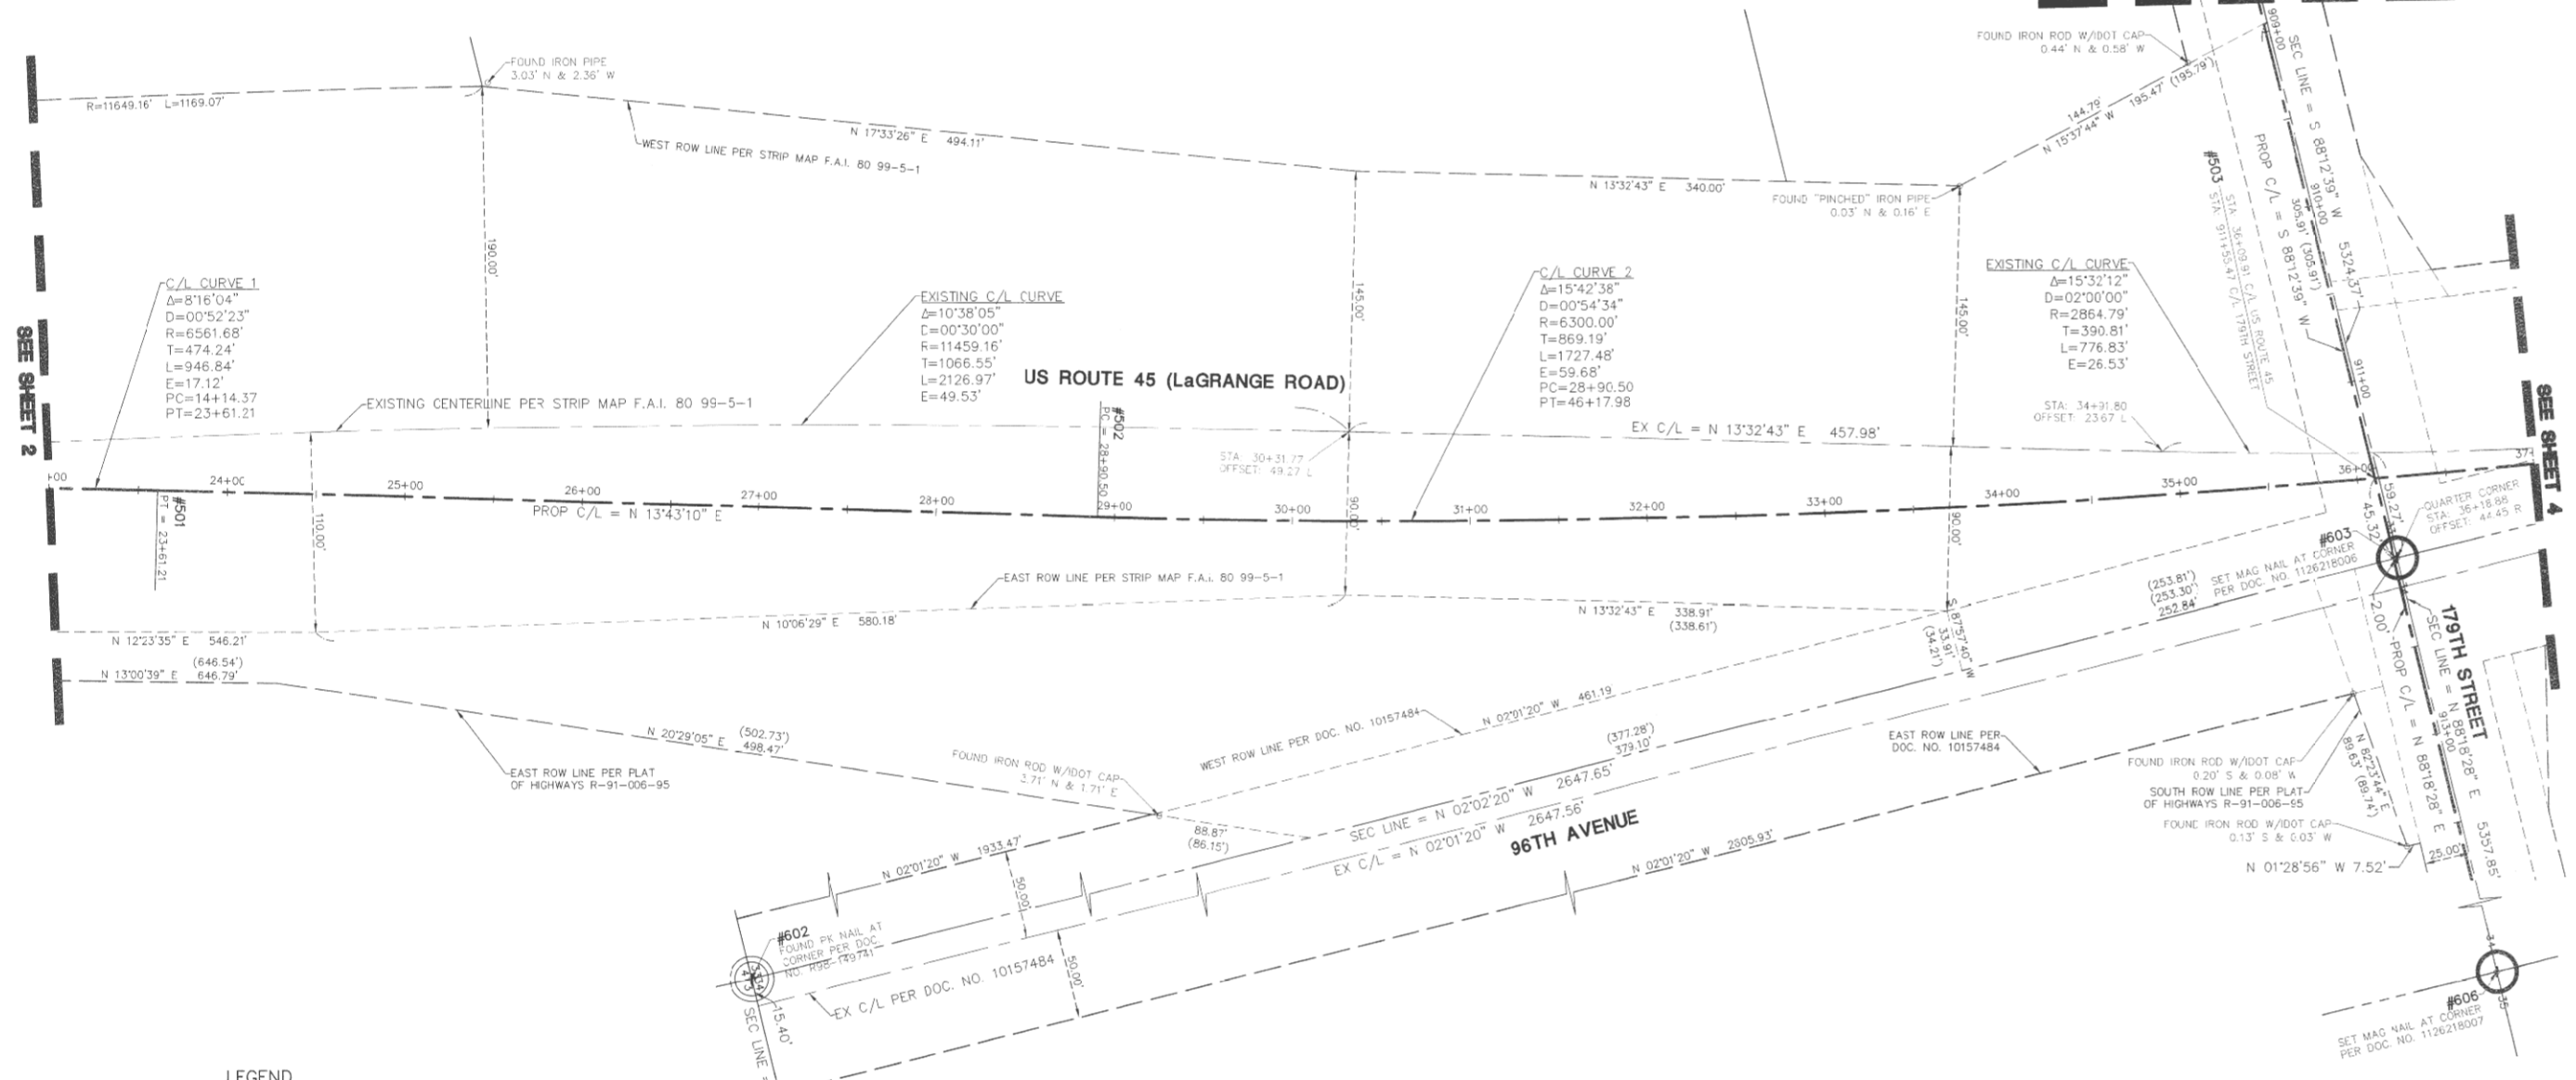 FOUND IRON PIPE
3.03' N & 2.36' W
R=11649.16' L=1169.07'
N 17°33'26" E 494.11'
WEST ROW LINE PER STRIP MAP F.A.I. 80 99-5-1
N 13°32'43" E 340.00'
FOUND "PINCHED" IRON PIPE
0.03' N & 0.16' E
FOUND IRON ROD W/IDOT CAP
0.44' N & 0.58' W
144.79'
195.47' (195.79')
N 15°37'44" W
909+00
SEC LINE = S 88°12'39" W 5324.37'
910+00
305.91' (305.91')
PROP C/L = S 88°12'39" W
911+00
#503
STA: 36+09.91 C/L US ROUTE 45
STA: 911+55.47 C/L 179TH STREET
SEE SHEET 2
190.00'
145.00'
145.00'
C/L CURVE 1
Δ=8°16'04"
D=00°52'23"
R=6561.68'
T=474.24'
L=946.84'
E=17.12'
PC=14+14.37
PT=23+61.21
EXISTING C/L CURVE
Δ=10°38'05"
D=00°30'00"
R=11459.16'
T=1066.55'
L=2126.97'
E=49.53'
C/L CURVE 2
Δ=15°42'38"
D=00°54'34"
R=6300.00'
T=869.19'
L=1727.48'
E=59.68'
PC=28+90.50
PT=46+17.98
EXISTING C/L CURVE
Δ=15°32'12"
D=02°00'00"
R=2864.79'
T=390.81'
L=776.83'
E=26.53'
US ROUTE 45 (LaGRANGE ROAD)
EXISTING CENTERLINE PER STRIP MAP F.A.I. 80 99-5-1
#502
PC = 28+90.50
STA: 30+31.77
OFFSET: 49.27 L
EX C/L = N 13°32'43" E 457.98'
STA: 34+91.80
OFFSET: 23.67 L
SEE SHEET 4
+00
24+00
25+00
26+00
27+00
28+00
29+00
30+00
31+00
32+00
33+00
34+00
35+00
36+00
37+
#501
PT = 23+61.21
PROP C/L = N 13°43'10" E
110.00'
90.00'
90.00'
59.27'
45.32'
QUARTER CORNER
STA: 36+18.88
OFFSET: 44.45 R
#603
SET MAG NAIL AT CORNER
PER DOC. NO. 1126218006
(253.81')
(253.30')
252.84'
2.00'
EAST ROW LINE PER STRIP MAP F.A.I. 80 99-5-1
N 12°23'35" E 546.21'
(646.54')
N 13°00'39" E 646.79'
N 10°06'29" E 580.18'
N 13°32'43" E 338.91'
(338.61')
S 87°57'40" W
33.91'
(34.21')
179TH STREET
SEC LINE = N 88°18'28" E 5357.85'
PROP C/L = N 88°18'28" E
913+00
N 20°29'05" E
(502.73')
498.47'
EAST ROW LINE PER PLAT
OF HIGHWAYS R-91-006-95
FOUND IRON ROD W/IDOT CAP
3.71' N & 1.71' E
WEST ROW LINE PER DOC. NO. 10157484
N 02°01'20" W 461.19'
(377.28')
379.10'
EAST ROW LINE PER
DOC. NO. 10157484
88.87'
(86.15')
SEC LINE = N 02°02'20" W 2647.65'
EX C/L = N 02°01'20" W 2647.56'
96TH AVENUE
N 02°01'20" W 1933.47'
N 02°01'20" W 2305.93'
FOUND IRON ROD W/IDOT CAP
0.20' S & 0.08' W
SOUTH ROW LINE PER PLAT
OF HIGHWAYS R-91-006-95
N 82°23'44" E
89.63' (89.74')
FOUND IRON ROD W/IDOT CAP
0.13' S & 0.03' W
N 01°28'56" W 7.52'
25.00'
50.00'
50.00'
#602
FOUND PK NAIL AT
CORNER PER DOC.
NO. R98-149741
EX C/L PER DOC. NO. 10157484
15.40'
SEC LINE =
#606
SET MAG NAIL AT CORNER
PER DOC. NO. 1126218007
34
35
LEGEND